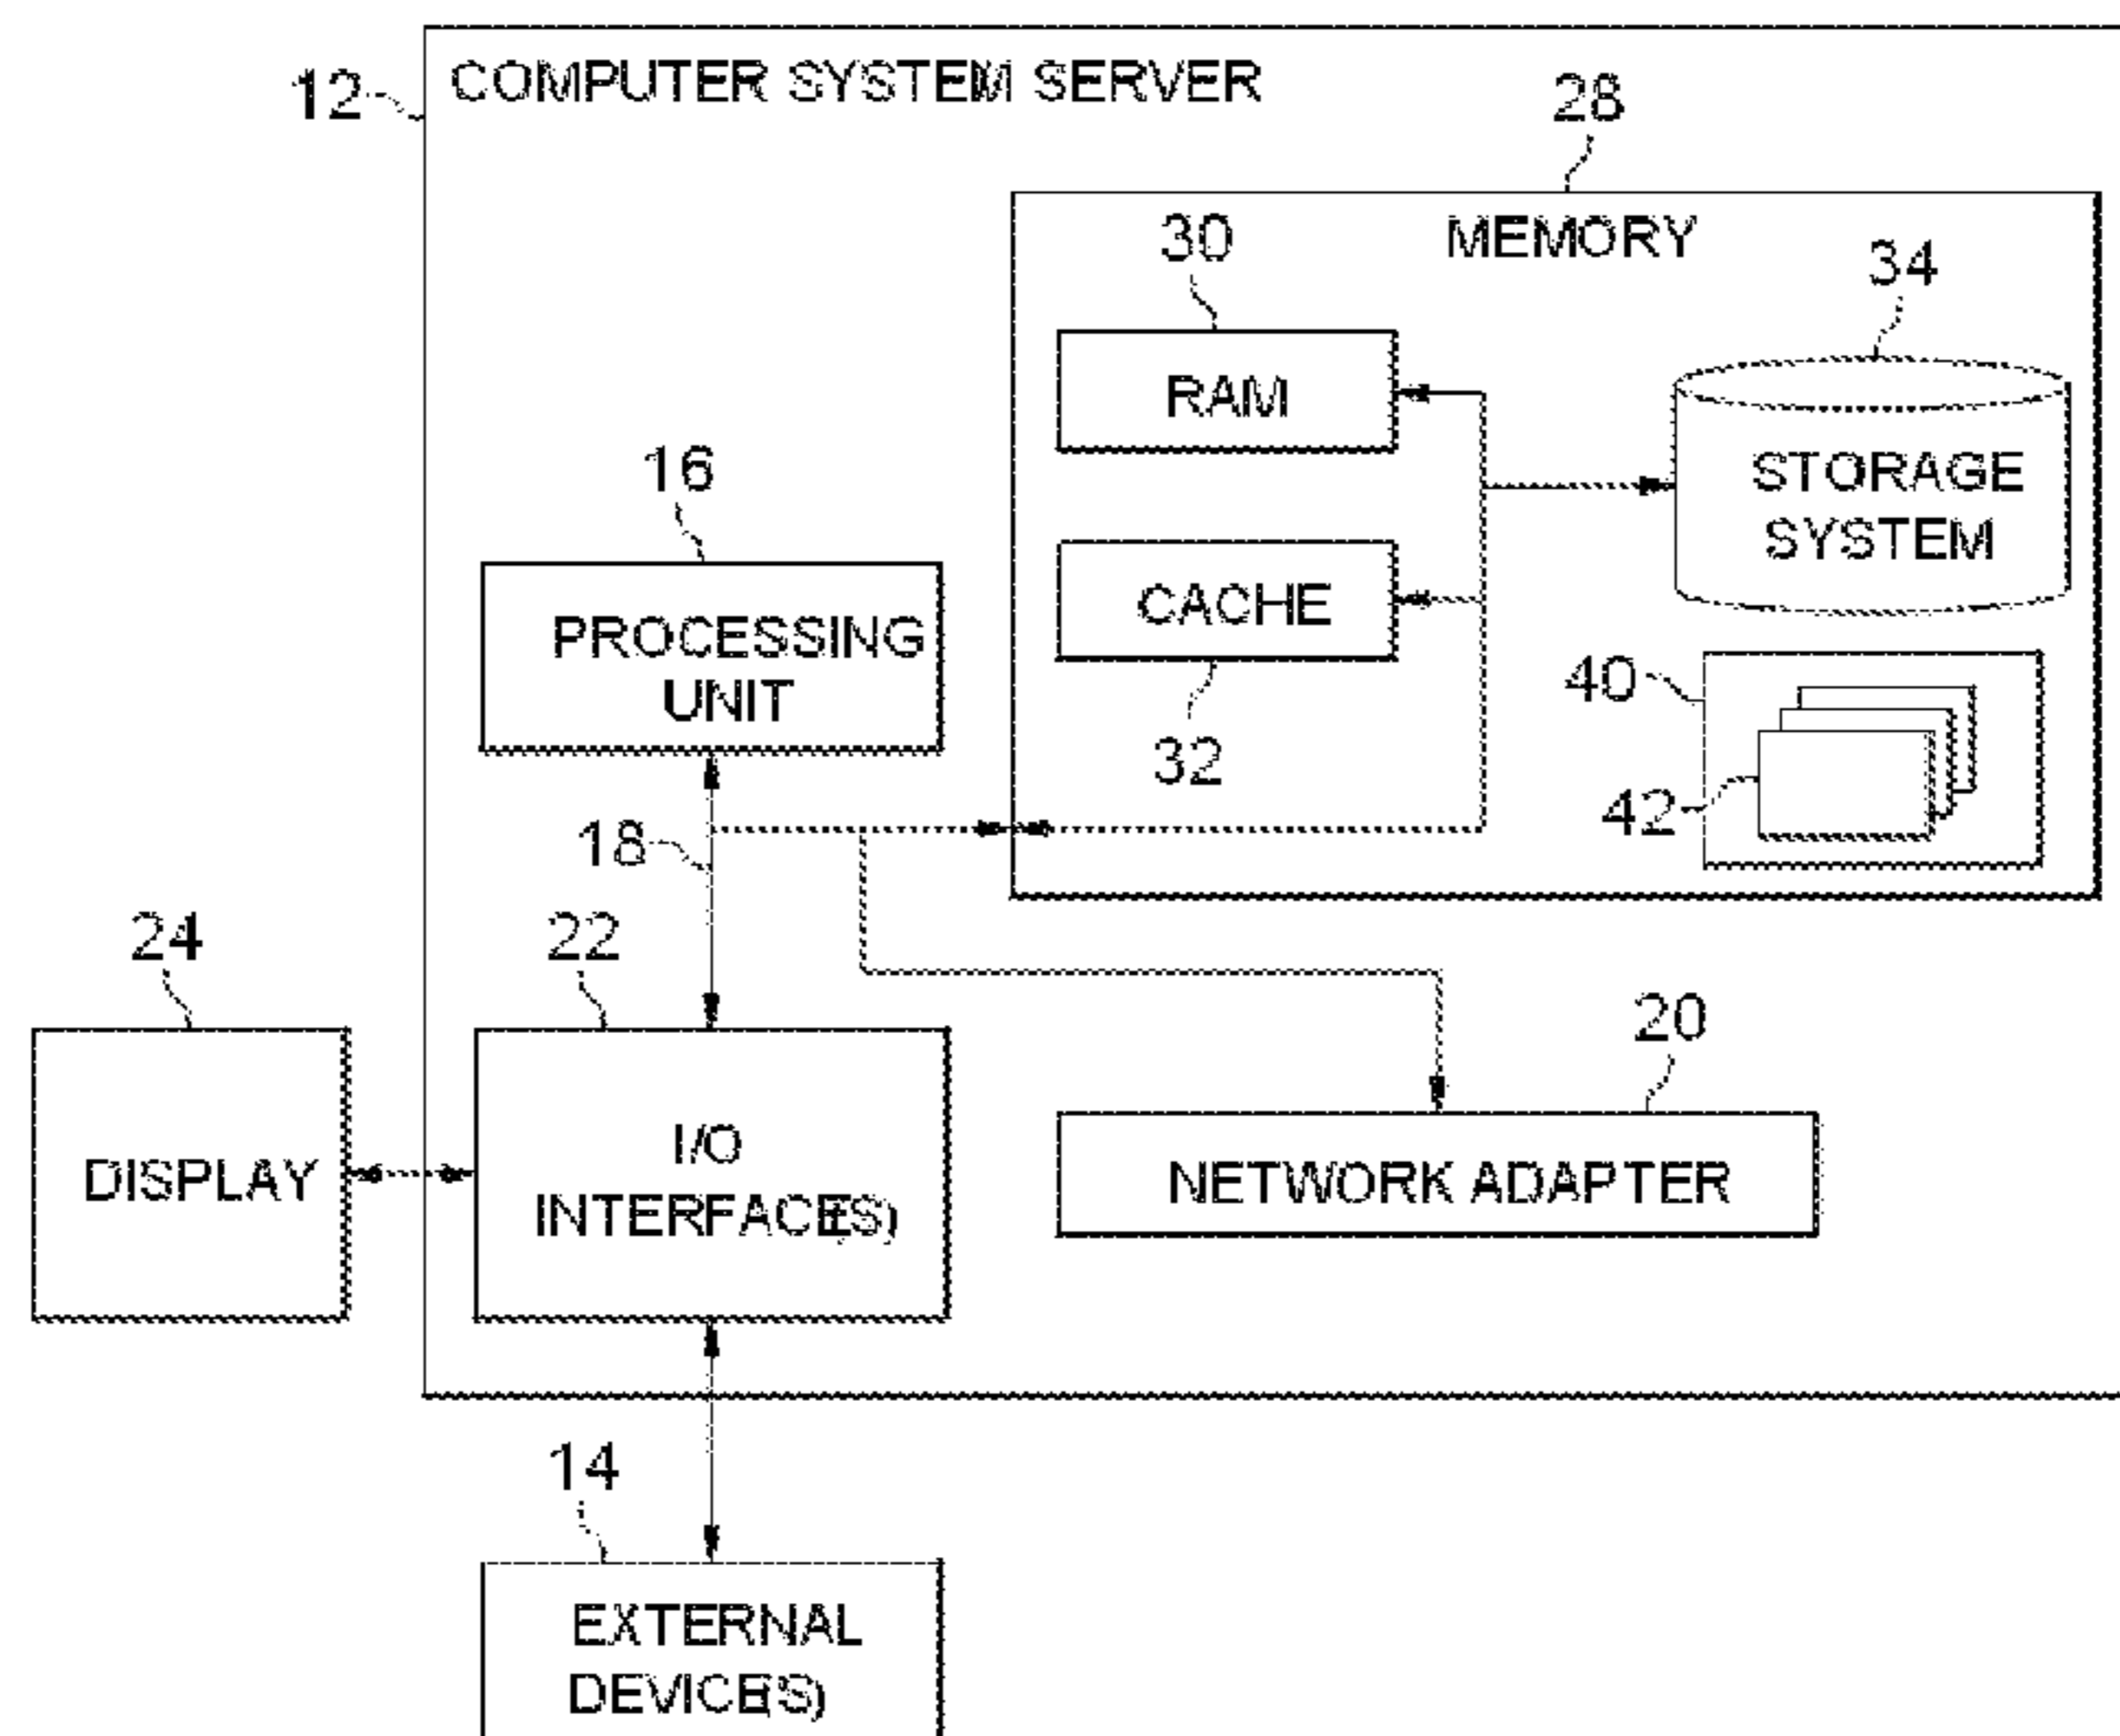 12
COMPUTER SYSTEM SERVER
28
MEMORY
30
34
RAM
STORAGE
SYSTEM
16
CACHE
PROCESSING
UNIT
32
40
42
18
24
22
20
DISPLAY
I/O
INTERFACE(S)
NETWORK ADAPTER
14
EXTERNAL
DEVICE(S)